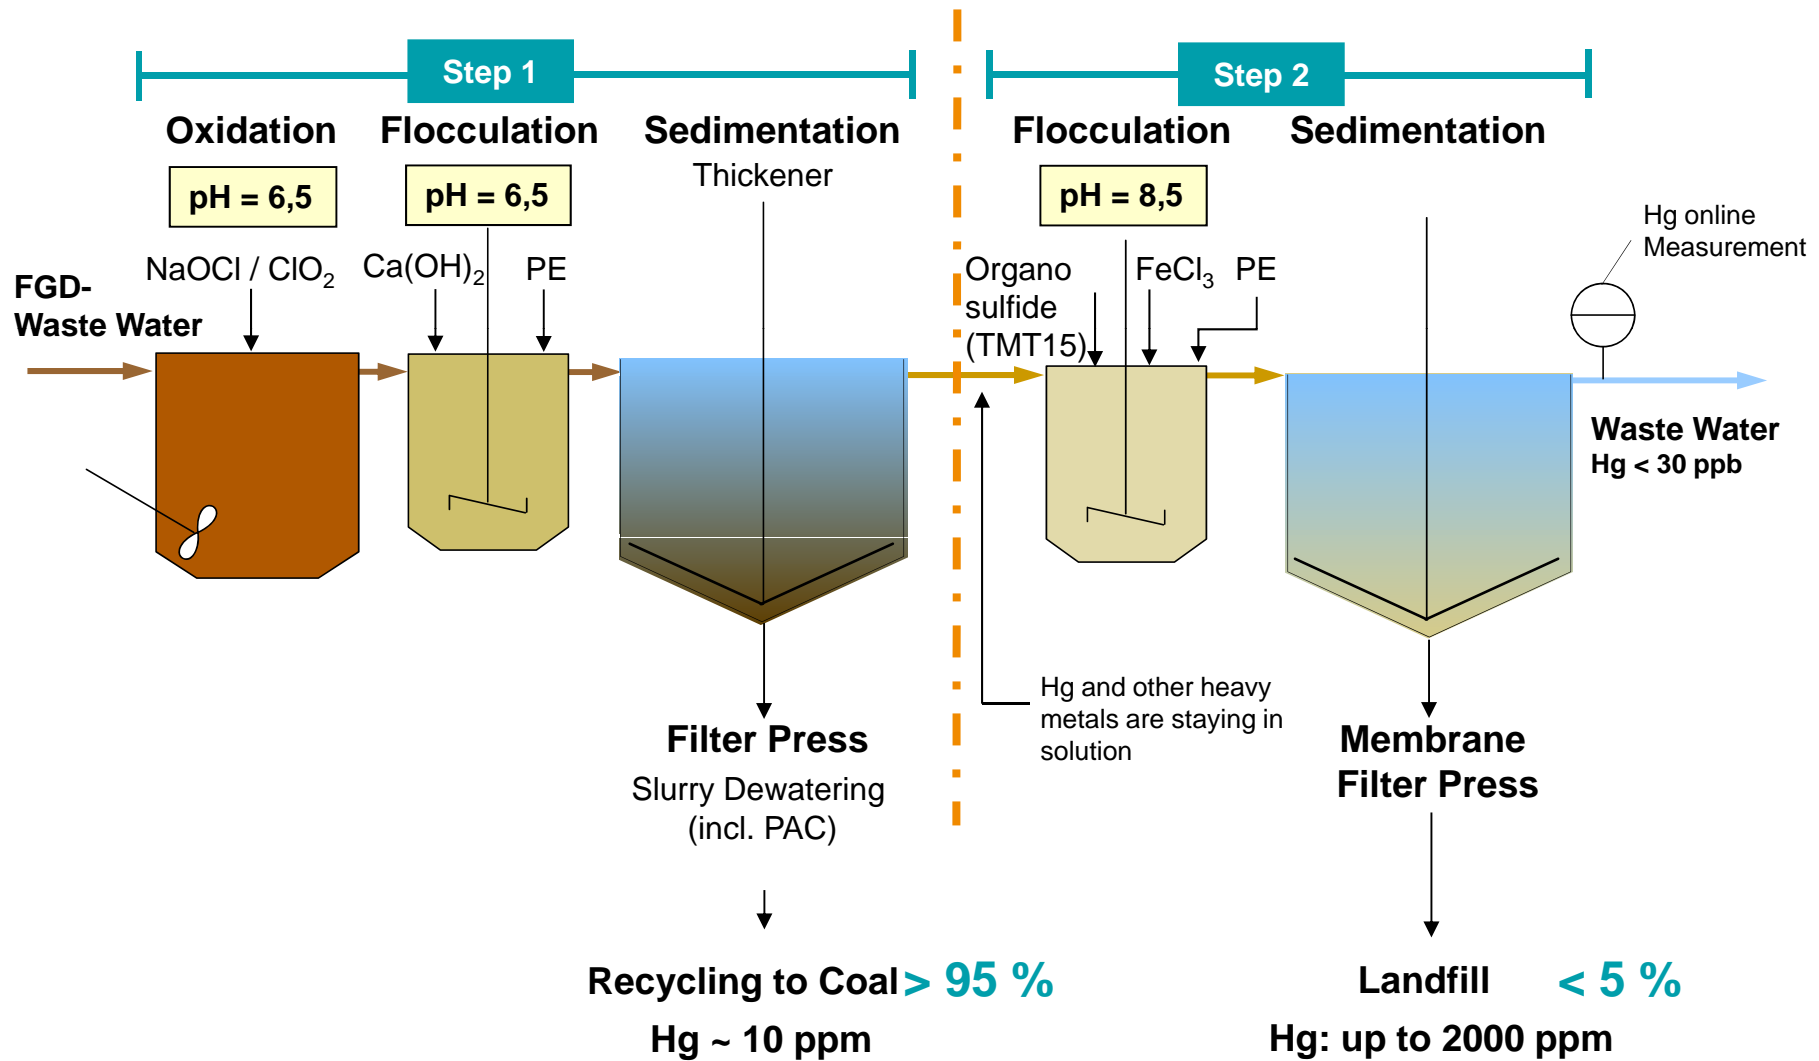 Step 1
Step 2
Oxidation
Flocculation
Sedimentation
Thickener
Flocculation
Sedimentation
pH = 6,5
pH = 6,5
pH = 8,5
NaOCl / ClO₂
Ca(OH)₂
PE
Organo
sulfide
(TMT15)
FeCl₃
PE
Hg online
Measurement
FGD-
Waste Water
Waste Water
Hg < 30 ppb
Hg and other heavy
metals are staying in
solution
Filter Press
Slurry Dewatering
(incl. PAC)
Membrane
Filter Press
Recycling to Coal > 95 %
Hg ~ 10 ppm
Landfill < 5 %
Hg: up to 2000 ppm